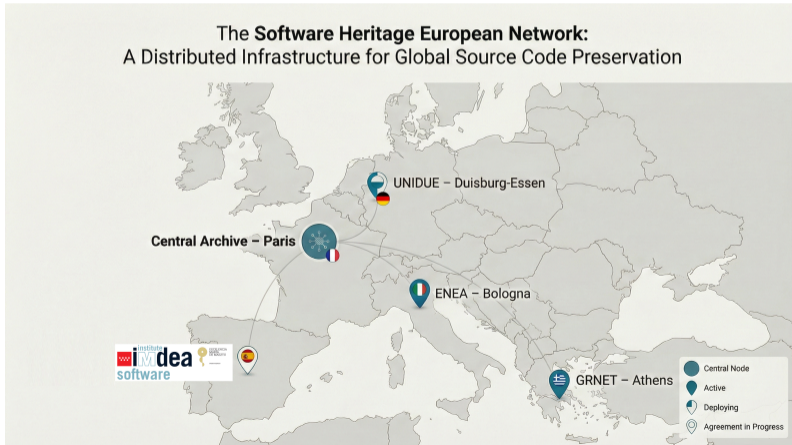 The Software Heritage European Network:
A Distributed Infrastructure for Global Source Code Preservation
UNIDUE – Duisburg-Essen
Central Archive – Paris
ENEA – Bologna
institute
iMdea
software
GRNET – Athens
Central Node
Active
Deploying
Agreement in Progress